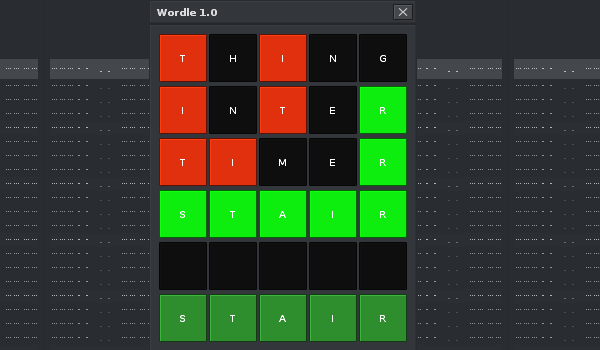 Wordle 1.0
T H I N G
I N T E R
T I M E R
S T A I R
S T A I R